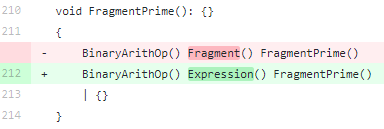 210 void FragmentPrime(): {}
211 {
- BinaryArithOp() Fragment() FragmentPrime()
212 + BinaryArithOp() Expression() FragmentPrime()
213 | {}
214 }